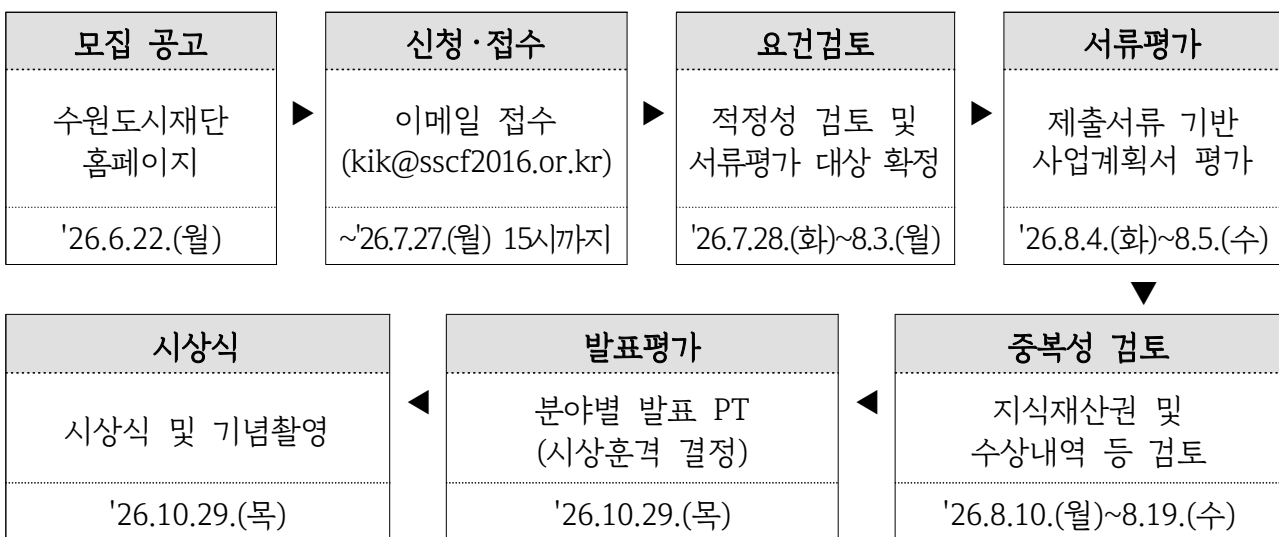 모집 공고
수원도시재단
홈페이지
'26.6.22.(월)
▶
신청·접수
이메일 접수
(kik@sscf2016.or.kr)
~'26.7.27.(월) 15시까지
▶
요건검토
적정성 검토 및
서류평가 대상 확정
'26.7.28.(화)~8.3.(월)
▶
서류평가
제출서류 기반
사업계획서 평가
'26.8.4.(화)~8.5.(수)
▼
중복성 검토
지식재산권 및
수상내역 등 검토
'26.8.10.(월)~8.19.(수)
◀
발표평가
분야별 발표 PT
(시상훈격 결정)
'26.10.29.(목)
◀
시상식
시상식 및 기념촬영
'26.10.29.(목)